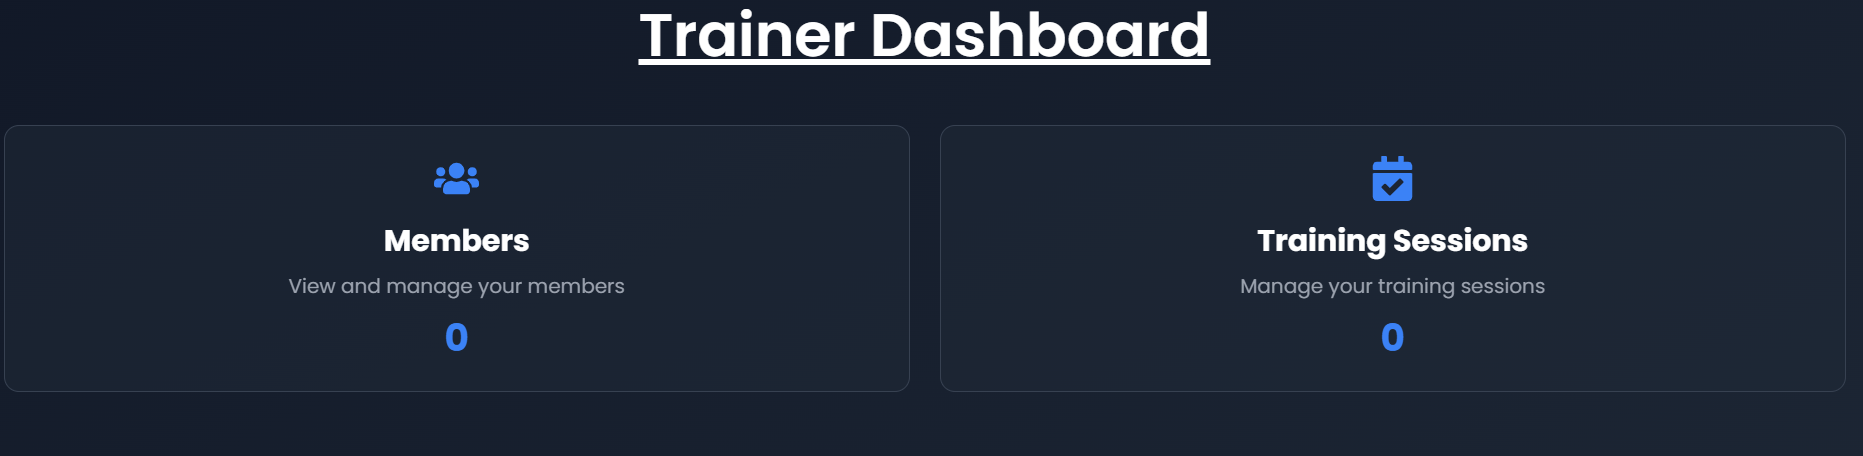 Trainer Dashboard
Members
View and manage your members
0
Training Sessions
Manage your training sessions
0